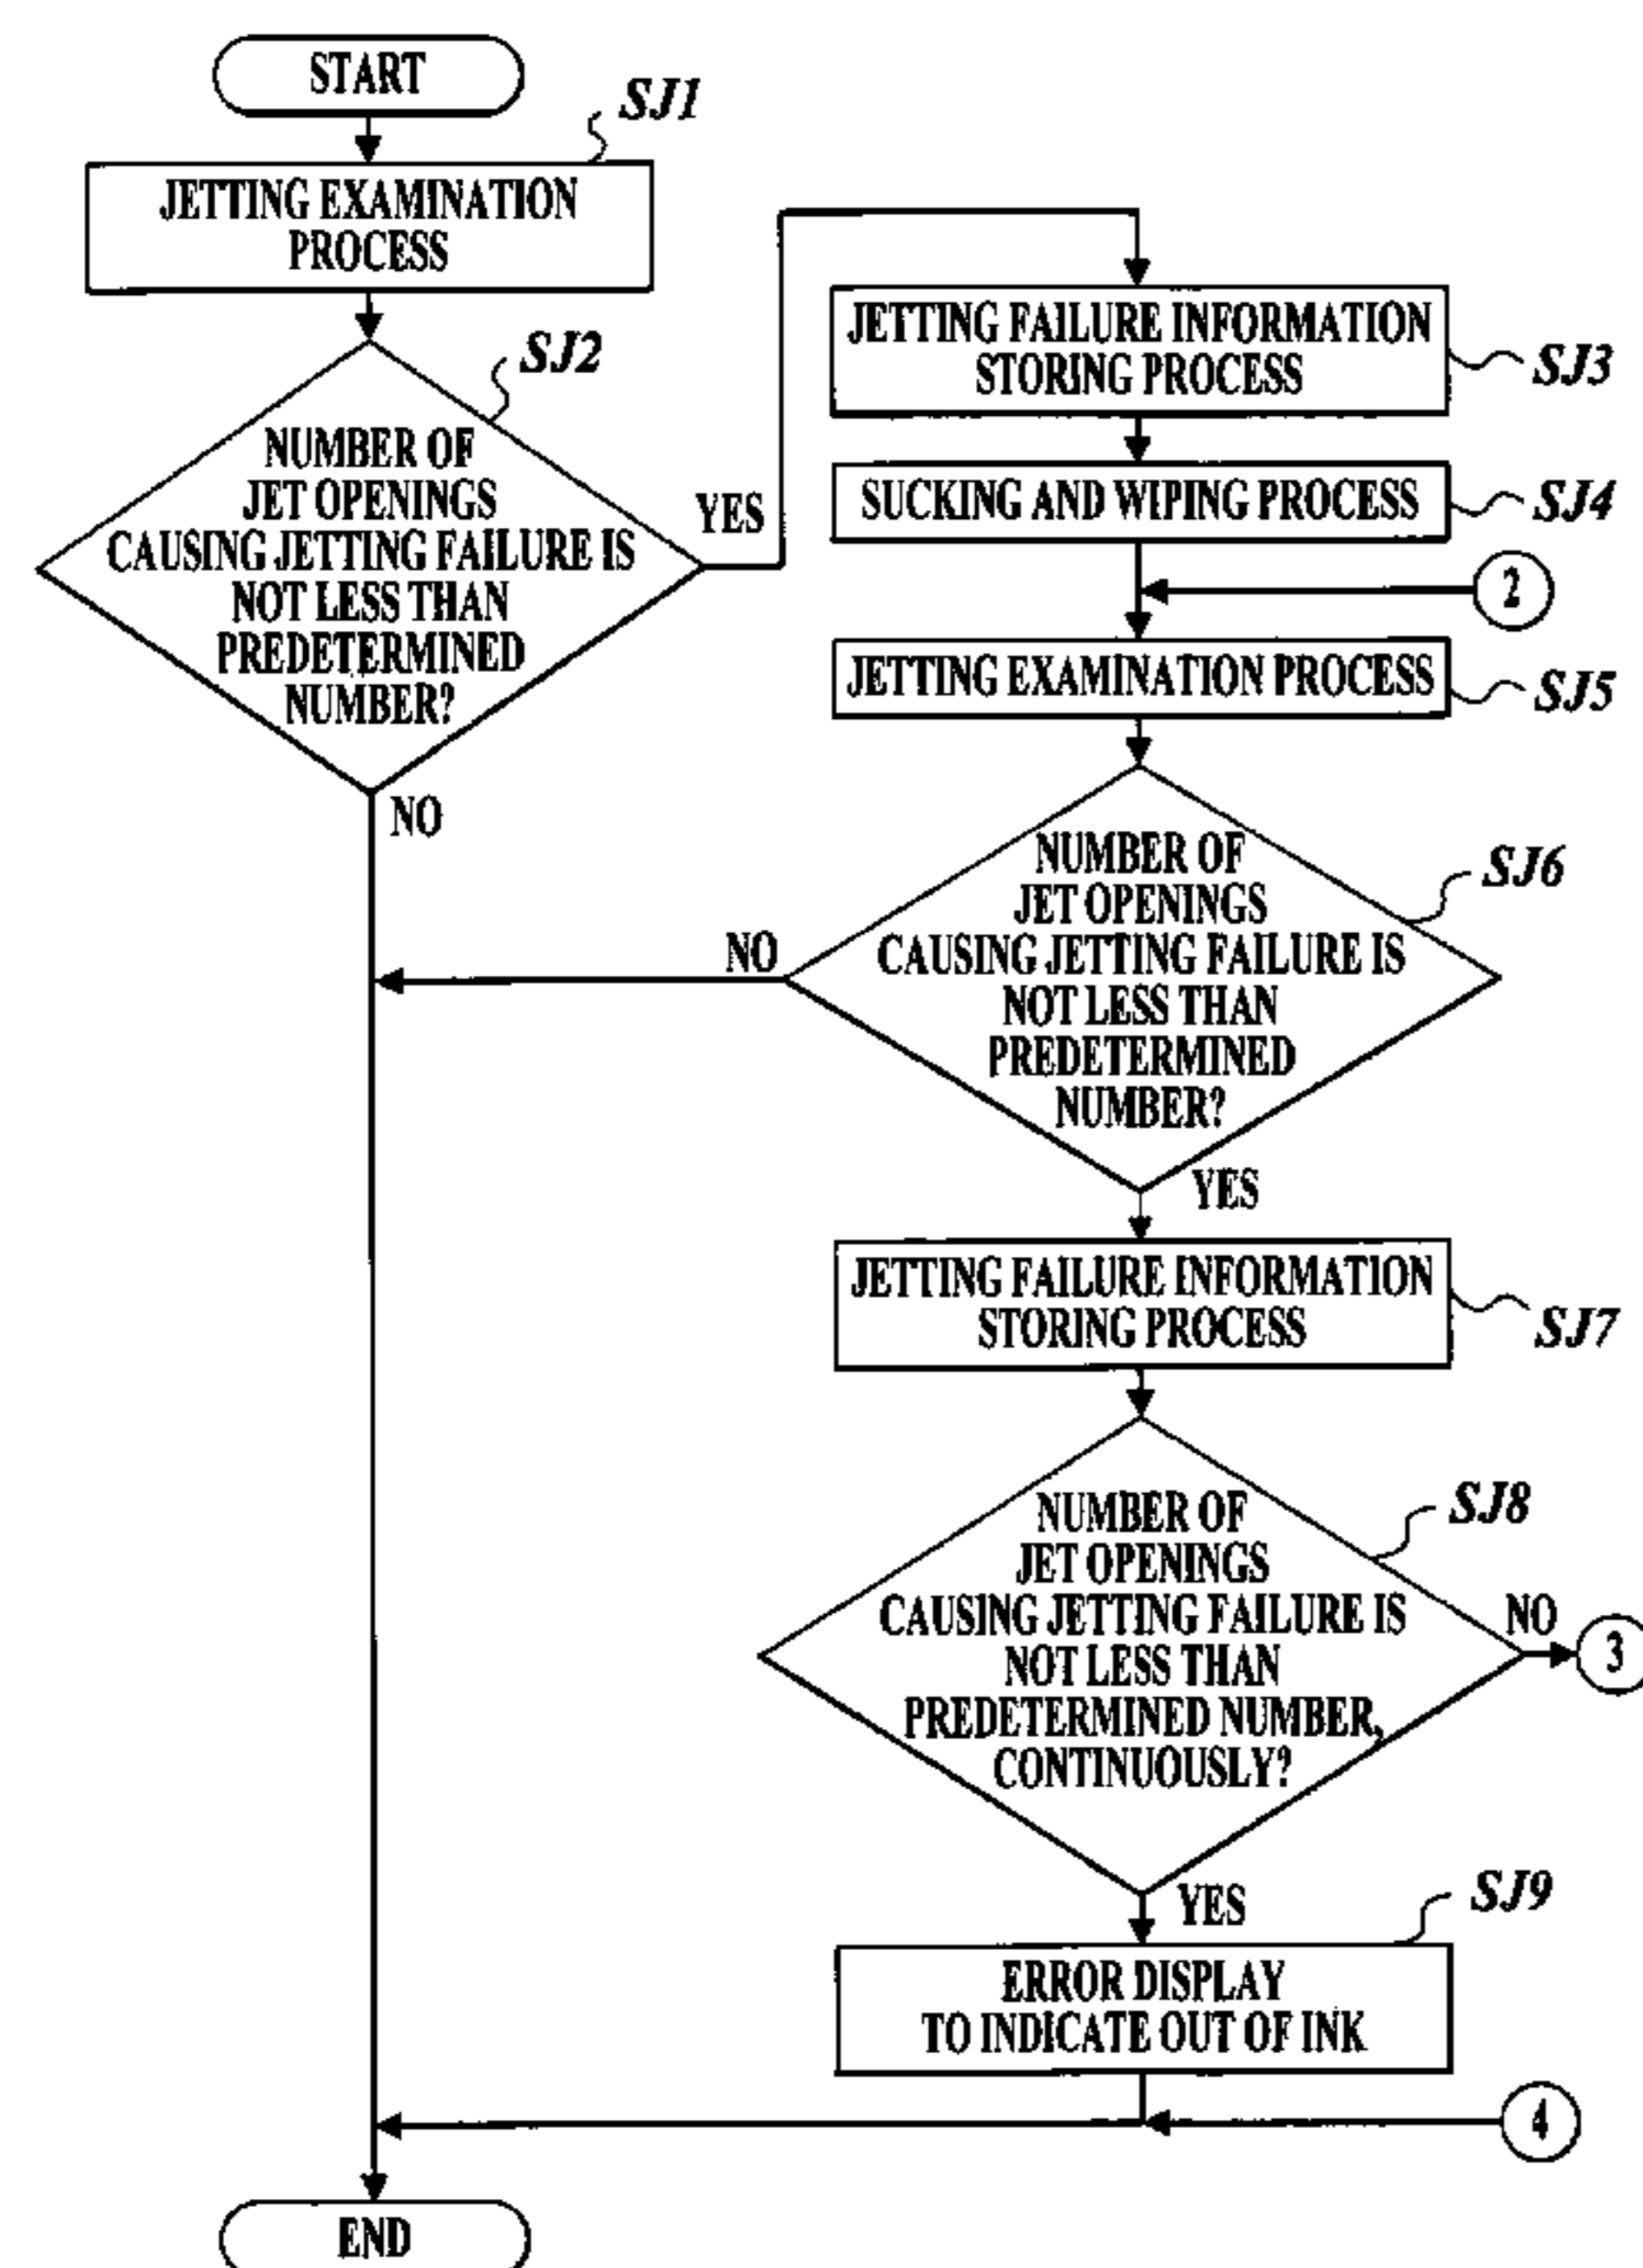 START
SJ1
JETTING EXAMINATION
PROCESS
SJ2
NUMBER OF
JET OPENINGS
CAUSING JETTING FAILURE IS
NOT LESS THAN
PREDETERMINED
NUMBER?
YES
NO
JETTING FAILURE INFORMATION
STORING PROCESS
SJ3
SUCKING AND WIPING PROCESS
SJ4
2
JETTING EXAMINATION PROCESS
SJ5
NUMBER OF
JET OPENINGS
CAUSING JETTING FAILURE IS
NOT LESS THAN
PREDETERMINED
NUMBER?
SJ6
NO
YES
JETTING FAILURE INFORMATION
STORING PROCESS
SJ7
NUMBER OF
JET OPENINGS
CAUSING JETTING FAILURE IS
NOT LESS THAN
PREDETERMINED NUMBER,
CONTINUOUSLY?
SJ8
NO
3
YES
SJ9
ERROR DISPLAY
TO INDICATE OUT OF INK
4
END